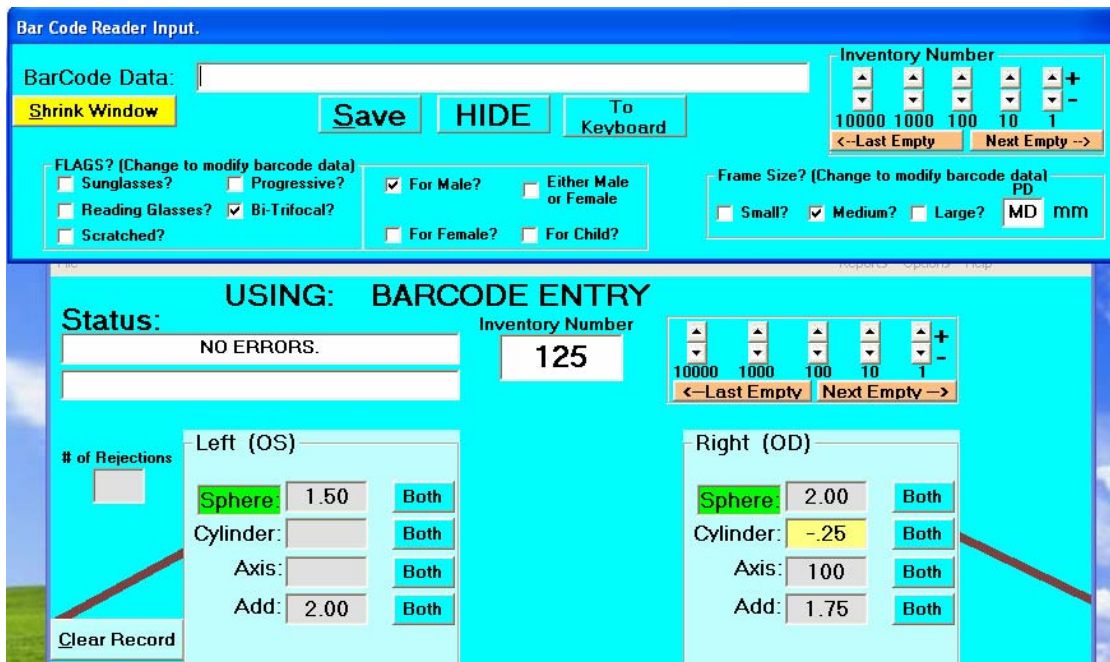 Bar Code Reader Input.
Inventory Number
BarCode Data:
+
-
Shrink Window
Save
HIDE
To
Keyboard
10000 1000 100 10 1
<--Last Empty
Next Empty -->
FLAGS? (Change to modify barcode data)
Sunglasses?
Progressive?
For Male?
Either Male
or Female
Reading Glasses?
Bi-Trifocal?
Scratched?
For Female?
For Child?
Frame Size? (Change to modify barcode data)
PD
Small?
Medium?
Large?
MD mm
File
Reports Options Help
USING: BARCODE ENTRY
Status:
NO ERRORS.
Inventory Number
125
+
-
10000 1000 100 10 1
<--Last Empty
Next Empty -->
# of Rejections
Left (OS)
Sphere: 1.50 Both
Cylinder: Both
Axis: Both
Add: 2.00 Both
Right (OD)
Sphere: 2.00 Both
Cylinder: -.25 Both
Axis: 100 Both
Add: 1.75 Both
Clear Record